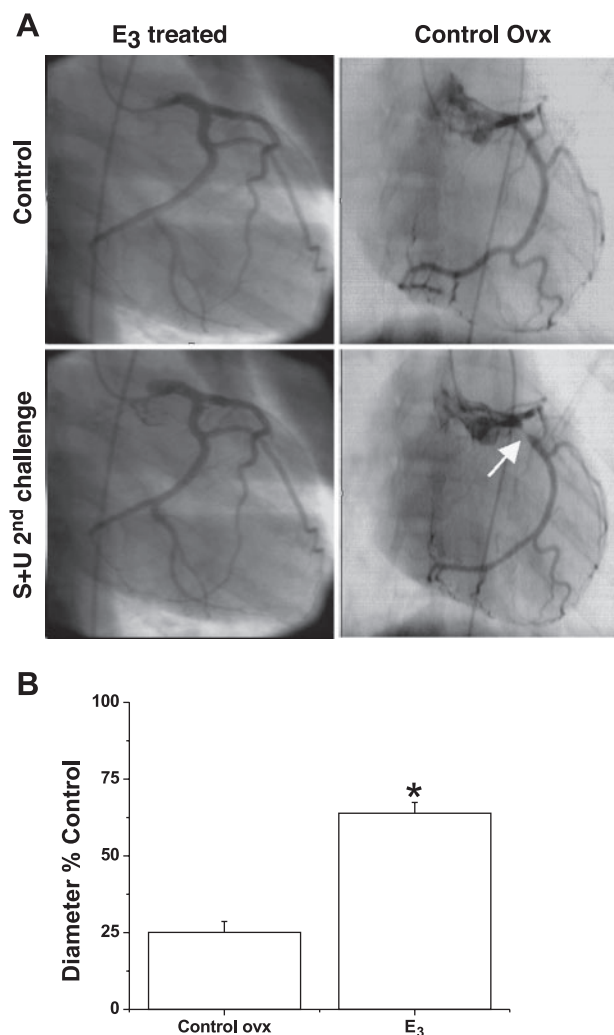 A
E3 treated
Control Ovx
Control
S+U 2nd challenge
B
Diameter % Control
100
75
50
25
0
*
Control ovx
E3